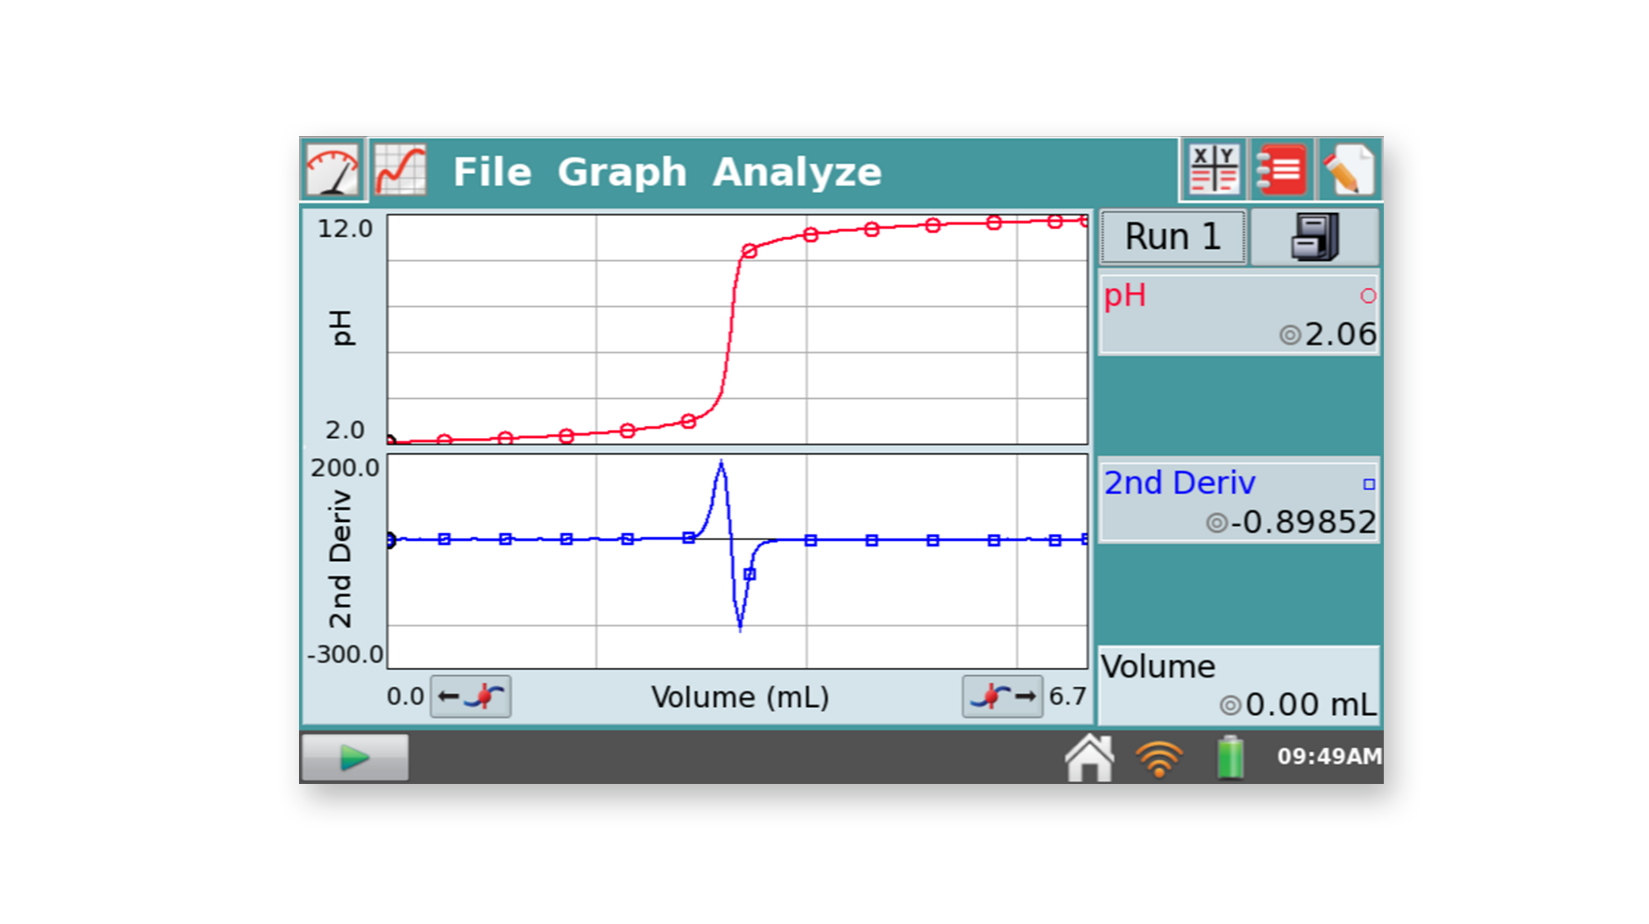 File Graph Analyze
X Y
12.0
pH
2.0
200.0
2nd Deriv
-300.0
0.0
Volume (mL)
6.7
Run 1
pH
2.06
2nd Deriv
-0.89852
Volume
0.00 mL
09:49AM